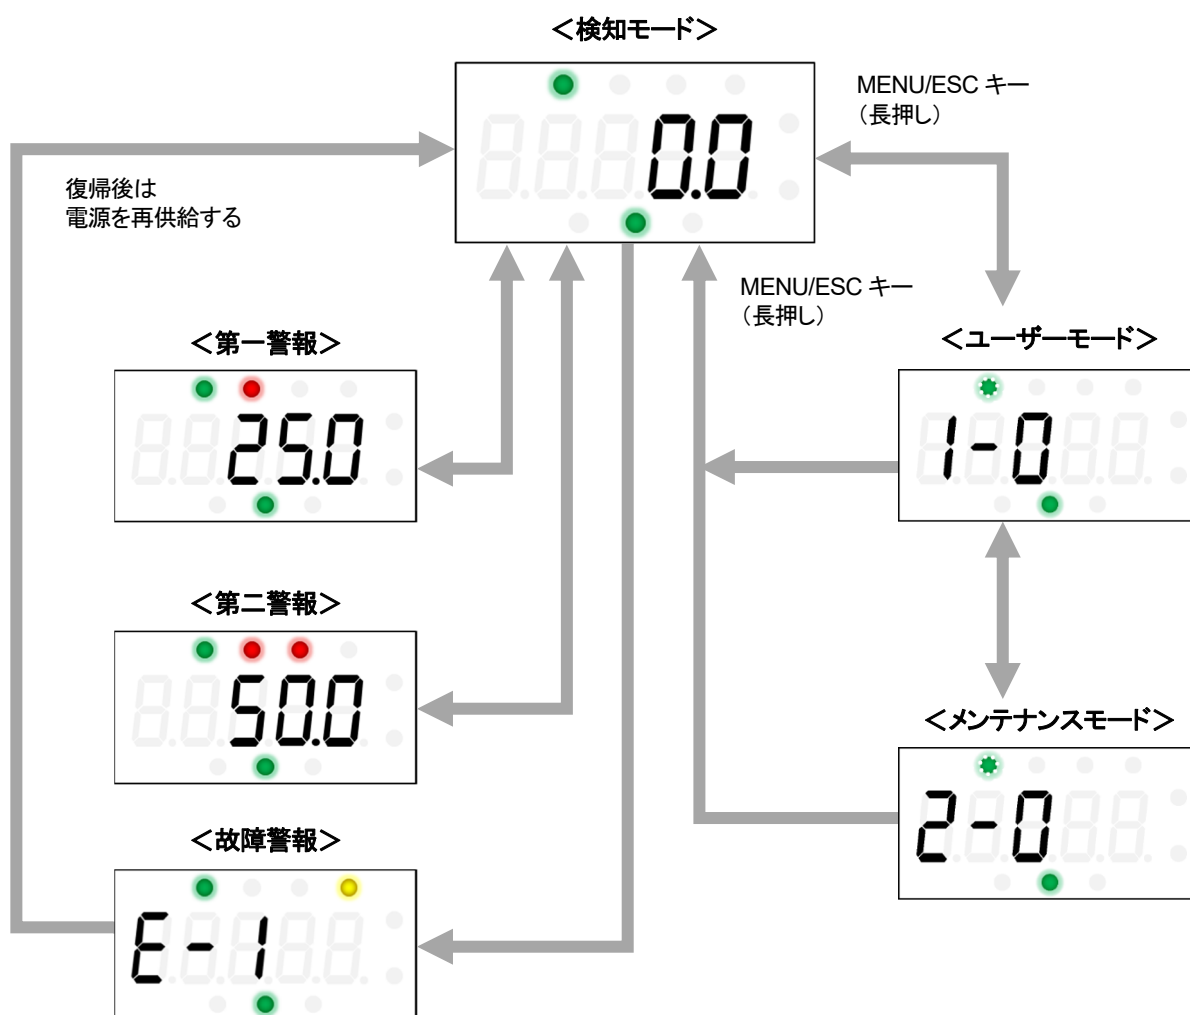 ＜検知モード＞
0.0
MENU/ESC キー
（長押し）
復帰後は
電源を再供給する
MENU/ESC キー
（長押し）
＜第一警報＞
25.0
＜ユーザーモード＞
1-0
＜第二警報＞
50.0
＜メンテナンスモード＞
2-0
＜故障警報＞
E-1